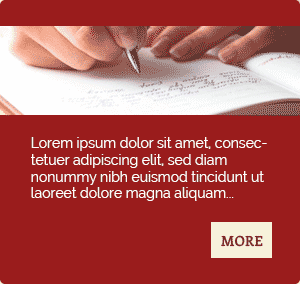 Lorem ipsum dolor sit amet, consec-
tetuer adipiscing elit, sed diam
nonummy nibh euismod tincidunt ut
laoreet dolore magna aliquam...
MORE